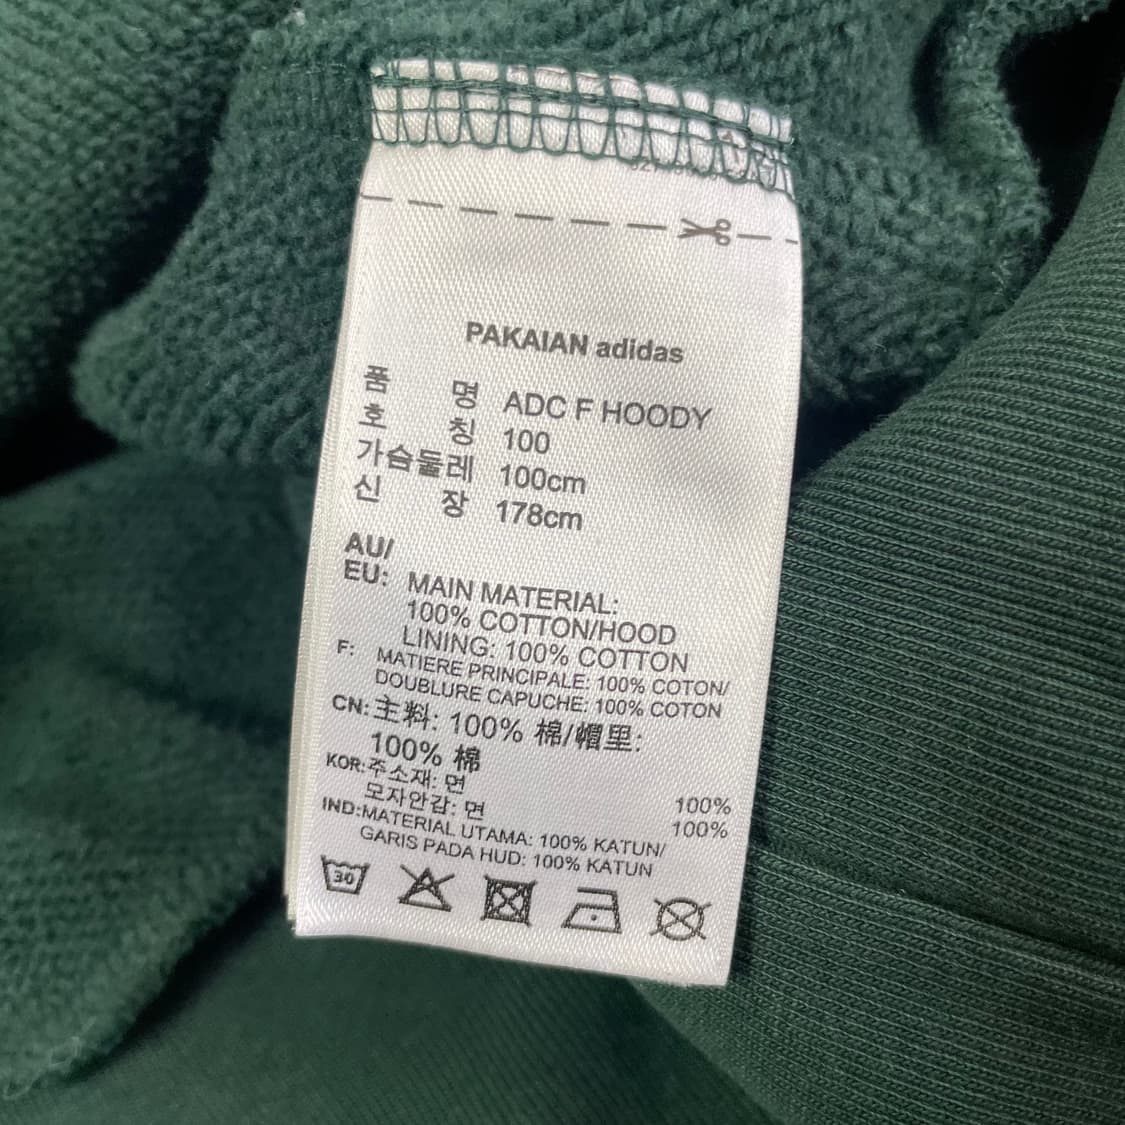 PAKAIAN adidas
품 명 ADC F HOODY
호 칭 100
가슴둘레 100cm
신 장 178cm
AU/
EU: MAIN MATERIAL:
100% COTTON/HOOD
LINING: 100% COTTON
F: MATIERE PRINCIPALE: 100% COTON/
DOUBLURE CAPUCHE: 100% COTON
CN: 主料: 100% 棉/帽里:
100% 棉
KOR: 주소재: 면 100%
모자안감: 면 100%
IND: MATERIAL UTAMA: 100% KATUN/
GARIS PADA HUD: 100% KATUN
30